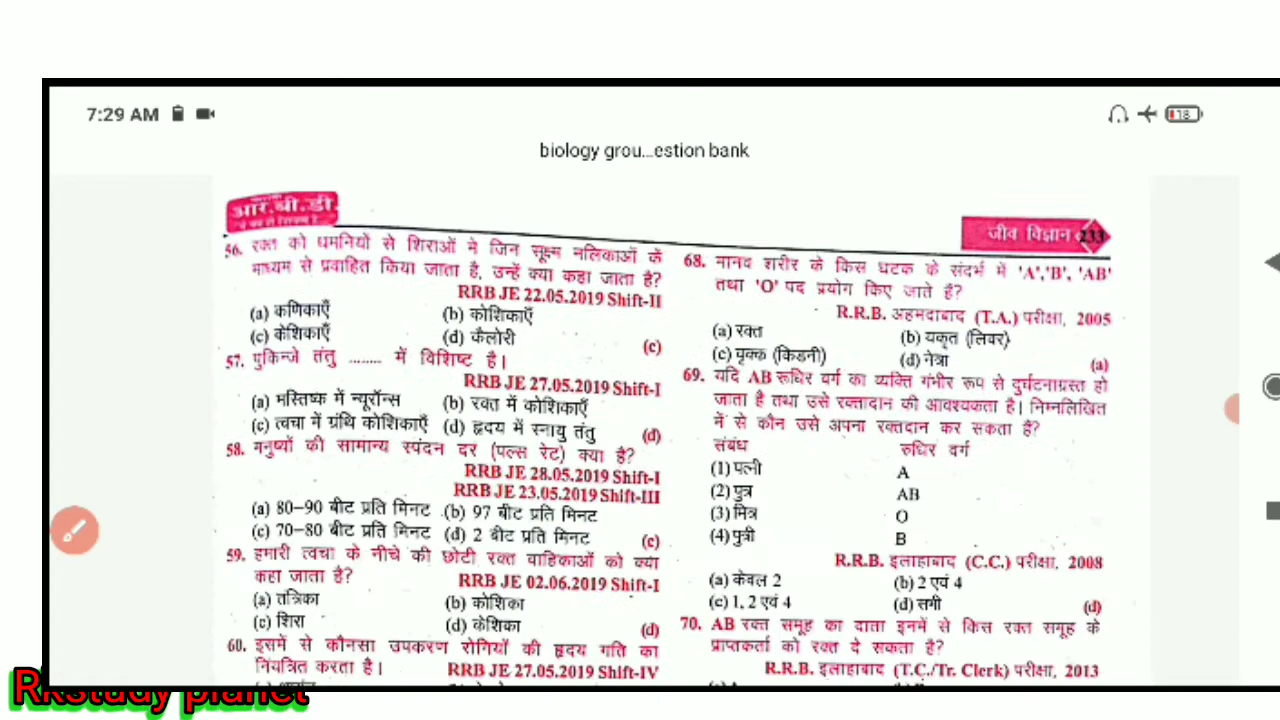 7:29 AM
18
biology grou...estion bank
आर.बी.डी.
जीव विज्ञान
233
56. रक्त को धमनियों से शिराओं मे जिन सूक्ष्म नलिकाओं के
माध्यम से प्रवाहित किया जाता है, उन्हें क्या कहा जाता है?
RRB JE 22.05.2019 Shift-II
(a) कणिकाएँ (b) कोशिकाएँ
(c) केशिकाएँ (d) कैलोरी (c)
57. पुकिन्जे तंतु ........ में विशिष्ट है।
RRB JE 27.05.2019 Shift-I
(a) मस्तिष्क में न्यूरॉन्स (b) रक्त में कोशिकाएँ
(c) त्वचा में ग्रंथि कोशिकाएँ (d) हृदय में स्नायु तंतु (d)
58. मनुष्यों की सामान्य स्पंदन दर (पल्स रेट) क्या है?
RRB JE 28.05.2019 Shift-I
RRB JE 23.05.2019 Shift-III
(a) 80–90 बीट प्रति मिनट (b) 97 बीट प्रति मिनट
(c) 70–80 बीट प्रति मिनट (d) 2 बीट प्रति मिनट (c)
59. हमारी त्वचा के नीचे की छोटी रक्त वाहिकाओं को क्या
कहा जाता है? RRB JE 02.06.2019 Shift-I
(a) तन्त्रिका (b) कोशिका
(c) शिरा (d) केशिका (d)
60. इसमें से कौनसा उपकरण रोगियों की हृदय गति का
नियंत्रित करता है। RRB JE 27.05.2019 Shift-IV
68. मानव शरीर के किस घटक के संदर्भ में 'A','B', 'AB'
तथा 'O' पद प्रयोग किए जाते है?
R.R.B. अहमदाबाद (T.A.) परीक्षा, 2005
(a) रक्त (b) यकृत (लिवर)
(c) वृक्क (किडनी) (d) नेत्रा (a)
69. यदि AB रूधिर वर्ग का व्यक्ति गंभीर रूप से दुर्घटनाग्रस्त हो
जाता है तथा उसे रक्तादान की आवश्यकता है। निम्नलिखित
में से कौन उसे अपना रक्तदान कर सकता है?
संबंध रुधिर वर्ग
(1) पत्नी A
(2) पुत्र AB
(3) मित्र O
(4) पुत्री B
R.R.B. इलाहाबाद (C.C.) परीक्षा, 2008
(a) केवल 2 (b) 2 एवं 4
(c) 1, 2 एवं 4 (d) सभी (d)
70. AB रक्त समूह का दाता इनमें से किस रक्त समूह के
प्राप्तकर्ता को रक्त दे सकता है?
R.R.B. इलाहाबाद (T.C./Tr. Clerk) परीक्षा, 2013
Rkstudy planet